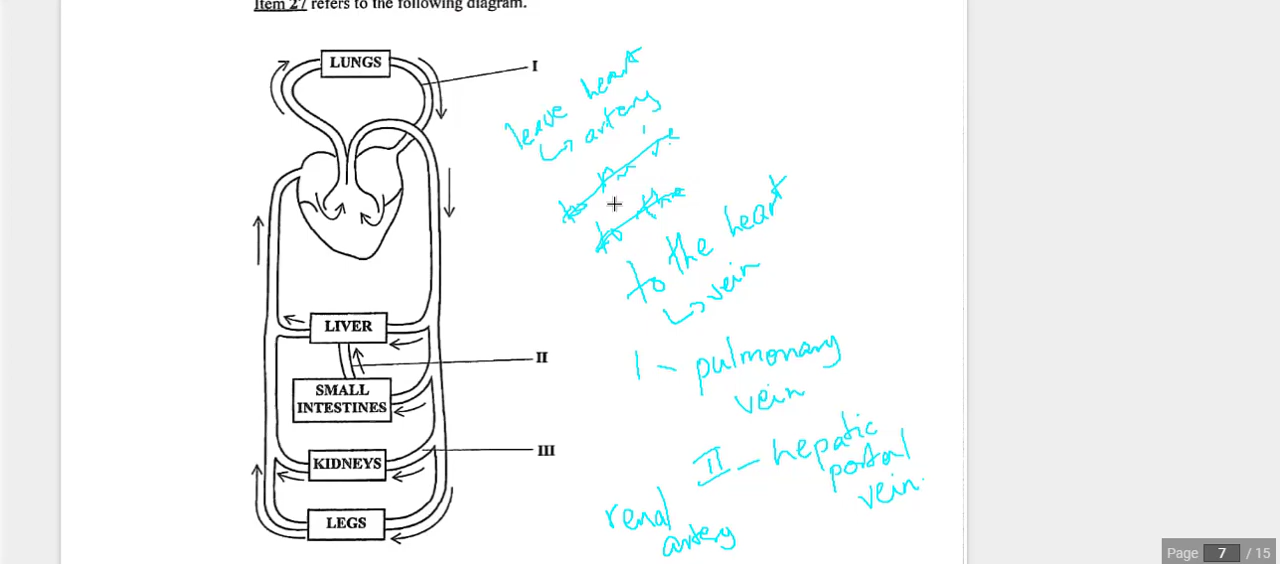 Item 27 refers to the following diagram.
LUNGS
I
leave heart
↳ artery
to the heart
↳ vein
LIVER
II
SMALL
INTESTINES
I - pulmonary
vein
III
KIDNEYS
II - hepatic
portal
vein.
LEGS
renal
artery
Page 7 / 15